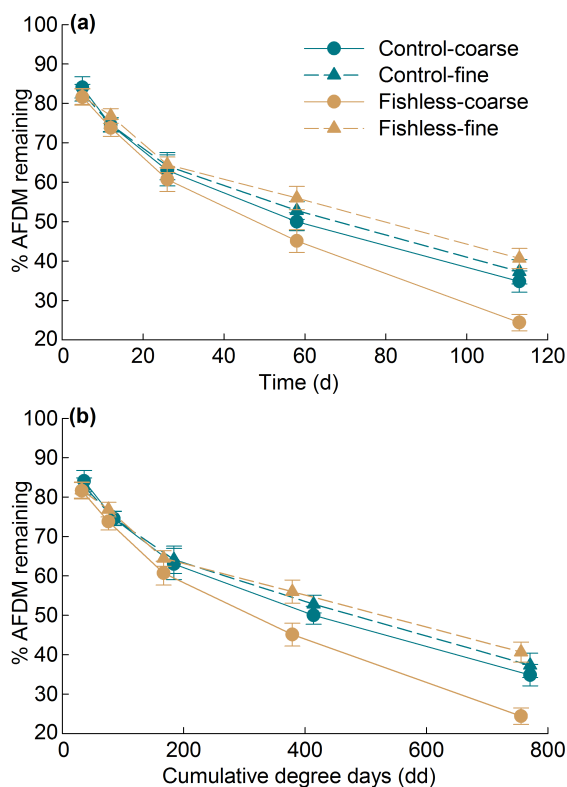 (a)
Control-coarse
Control-fine
Fishless-coarse
Fishless-fine
% AFDM remaining
100
90
80
70
60
50
40
30
20
0 20 40 60 80 100 120
Time (d)
(b)
% AFDM remaining
100
90
80
70
60
50
40
30
20
0 200 400 600 800
Cumulative degree days (dd)